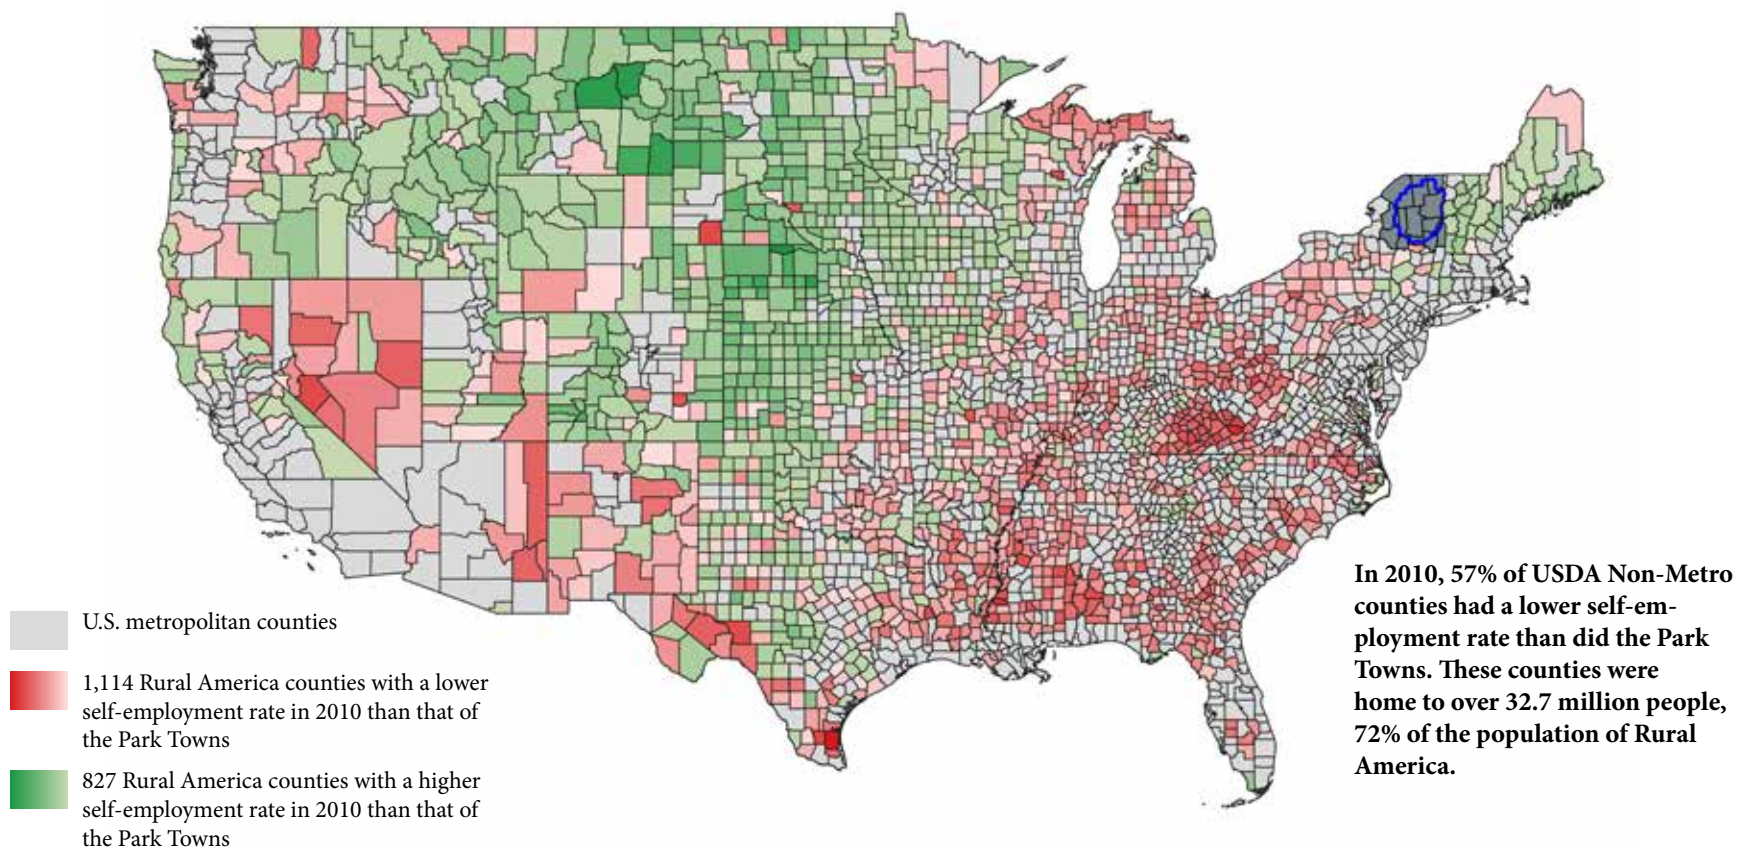 U.S. metropolitan counties
1,114 Rural America counties with a lower
self-employment rate in 2010 than that of
the Park Towns
827 Rural America counties with a higher
self-employment rate in 2010 than that of
the Park Towns
In 2010, 57% of USDA Non-Metro
counties had a lower self-em-
ployment rate than did the Park
Towns. These counties were
home to over 32.7 million people,
72% of the population of Rural
America.